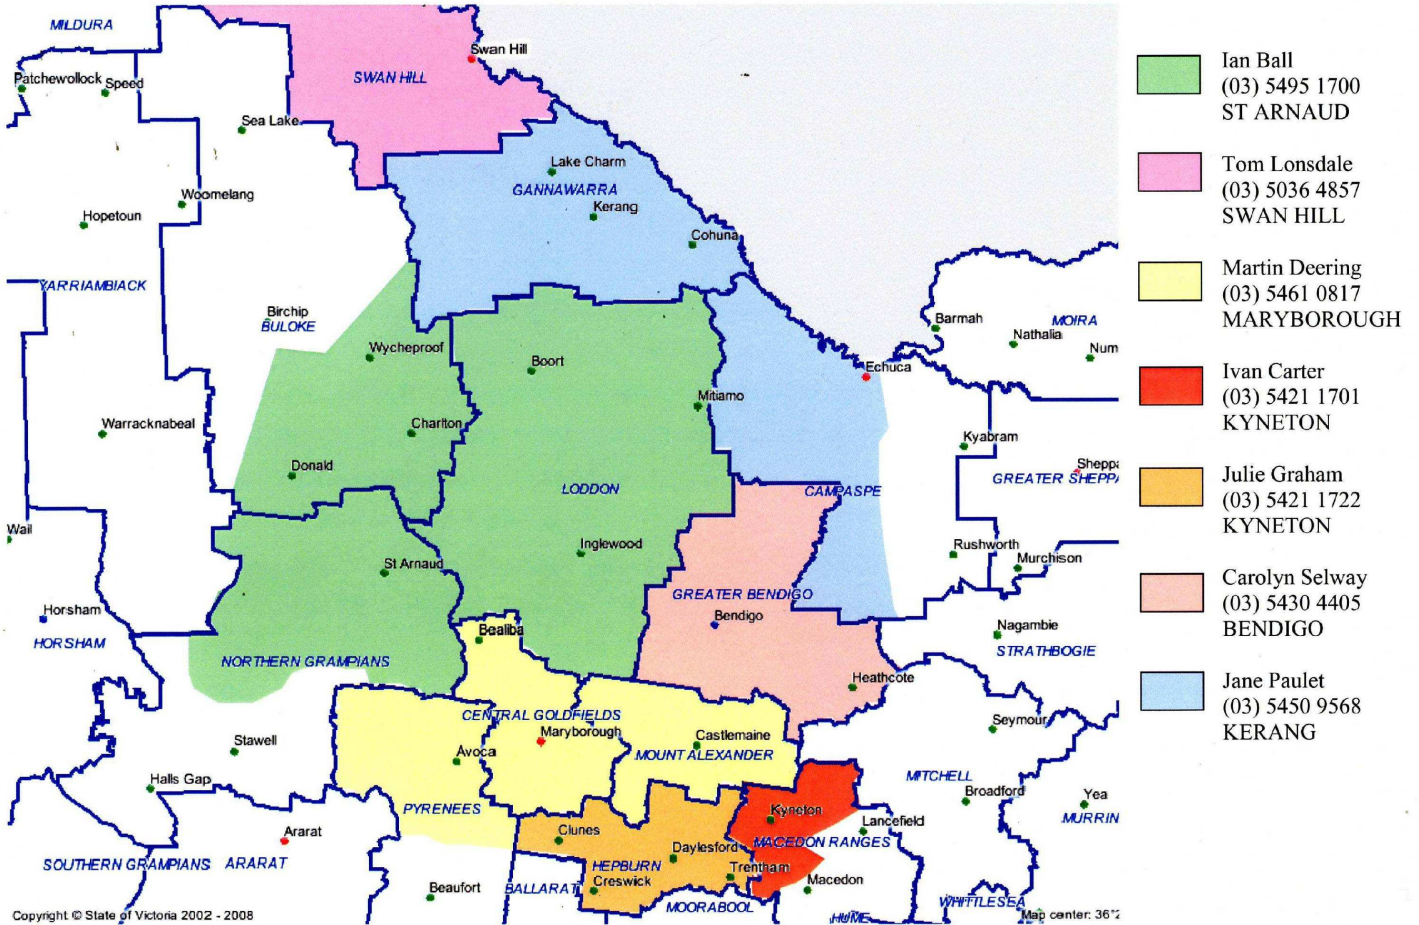 MILDURA
Swan Hill
SWAN HILL
Patchewollock
Speed
Sea Lake
Lake Charm
GANNAWARRA
Woomelang
Kerang
Hopetoun
Cohuna
YARRIAMBIACK
Birchip
BULOKE
Barmah
MOIRA
Nathalia
Num
Wycheproof
Boort
Echuca
Mitiamo
Warracknabeal
Charlton
Kyabram
Donald
Sheppa
GREATER SHEPPA
LODDON
CAMPASPE
Wail
Inglewood
Rushworth
Murchison
St Arnaud
GREATER BENDIGO
Horsham
Bendigo
Nagambie
HORSHAM
Bealiba
STRATHBOGIE
NORTHERN GRAMPIANS
Heathcote
CENTRAL GOLDFIELDS
Seymour
Maryborough
Castlemaine
Stawell
Avoca
MOUNT ALEXANDER
Halls Gap
MITCHELL
Broadford
Yea
PYRENEES
Kyneton
MURRIN
Lancefield
Ararat
Clunes
MACEDON RANGES
Daylesford
SOUTHERN GRAMPIANS
ARARAT
HEPBURN
Trentham
Beaufort
BALLARAT
Creswick
Macedon
MOORABOOL
WHITTLESEA
HUME
Copyright © State of Victoria 2002 - 2008
Map center: 36°2
Ian Ball
(03) 5495 1700
ST ARNAUD
Tom Lonsdale
(03) 5036 4857
SWAN HILL
Martin Deering
(03) 5461 0817
MARYBOROUGH
Ivan Carter
(03) 5421 1701
KYNETON
Julie Graham
(03) 5421 1722
KYNETON
Carolyn Selway
(03) 5430 4405
BENDIGO
Jane Paulet
(03) 5450 9568
KERANG